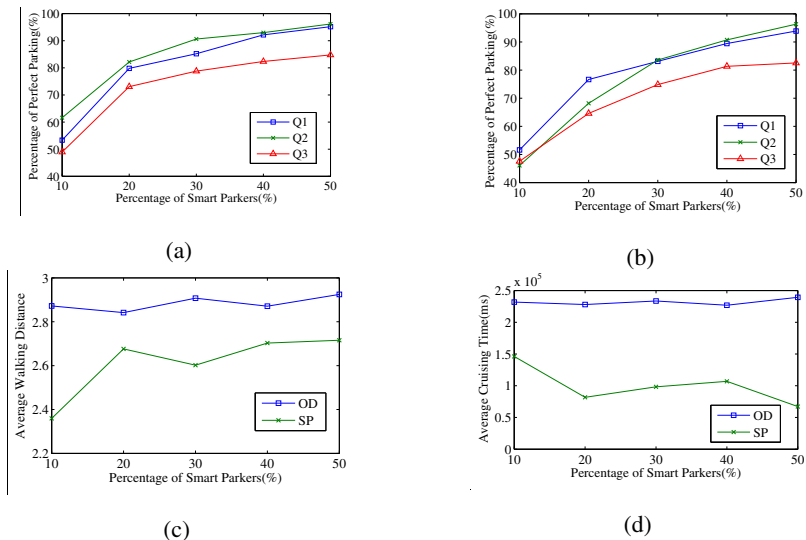 100
90
80
70
60
50
40
Percentage of Perfect Parking(%)
Q1
Q2
Q3
10 20 30 40 50
Percentage of Smart Parkers(%)
(a)
100
90
80
70
60
50
40
Percentage of Perfect Parking(%)
Q1
Q2
Q3
10 20 30 40 50
Percentage of Smart Parkers(%)
(b)
3
2.8
2.6
2.4
2.2
Average Walking Distance
OD
SP
10 20 30 40 50
Percentage of Smart Parkers(%)
(c)
x 10^5
2.5
2
1.5
1
0.5
0
Average Cruising Time(ms)
OD
SP
10 20 30 40 50
Percentage of Smart Parkers(%)
(d)